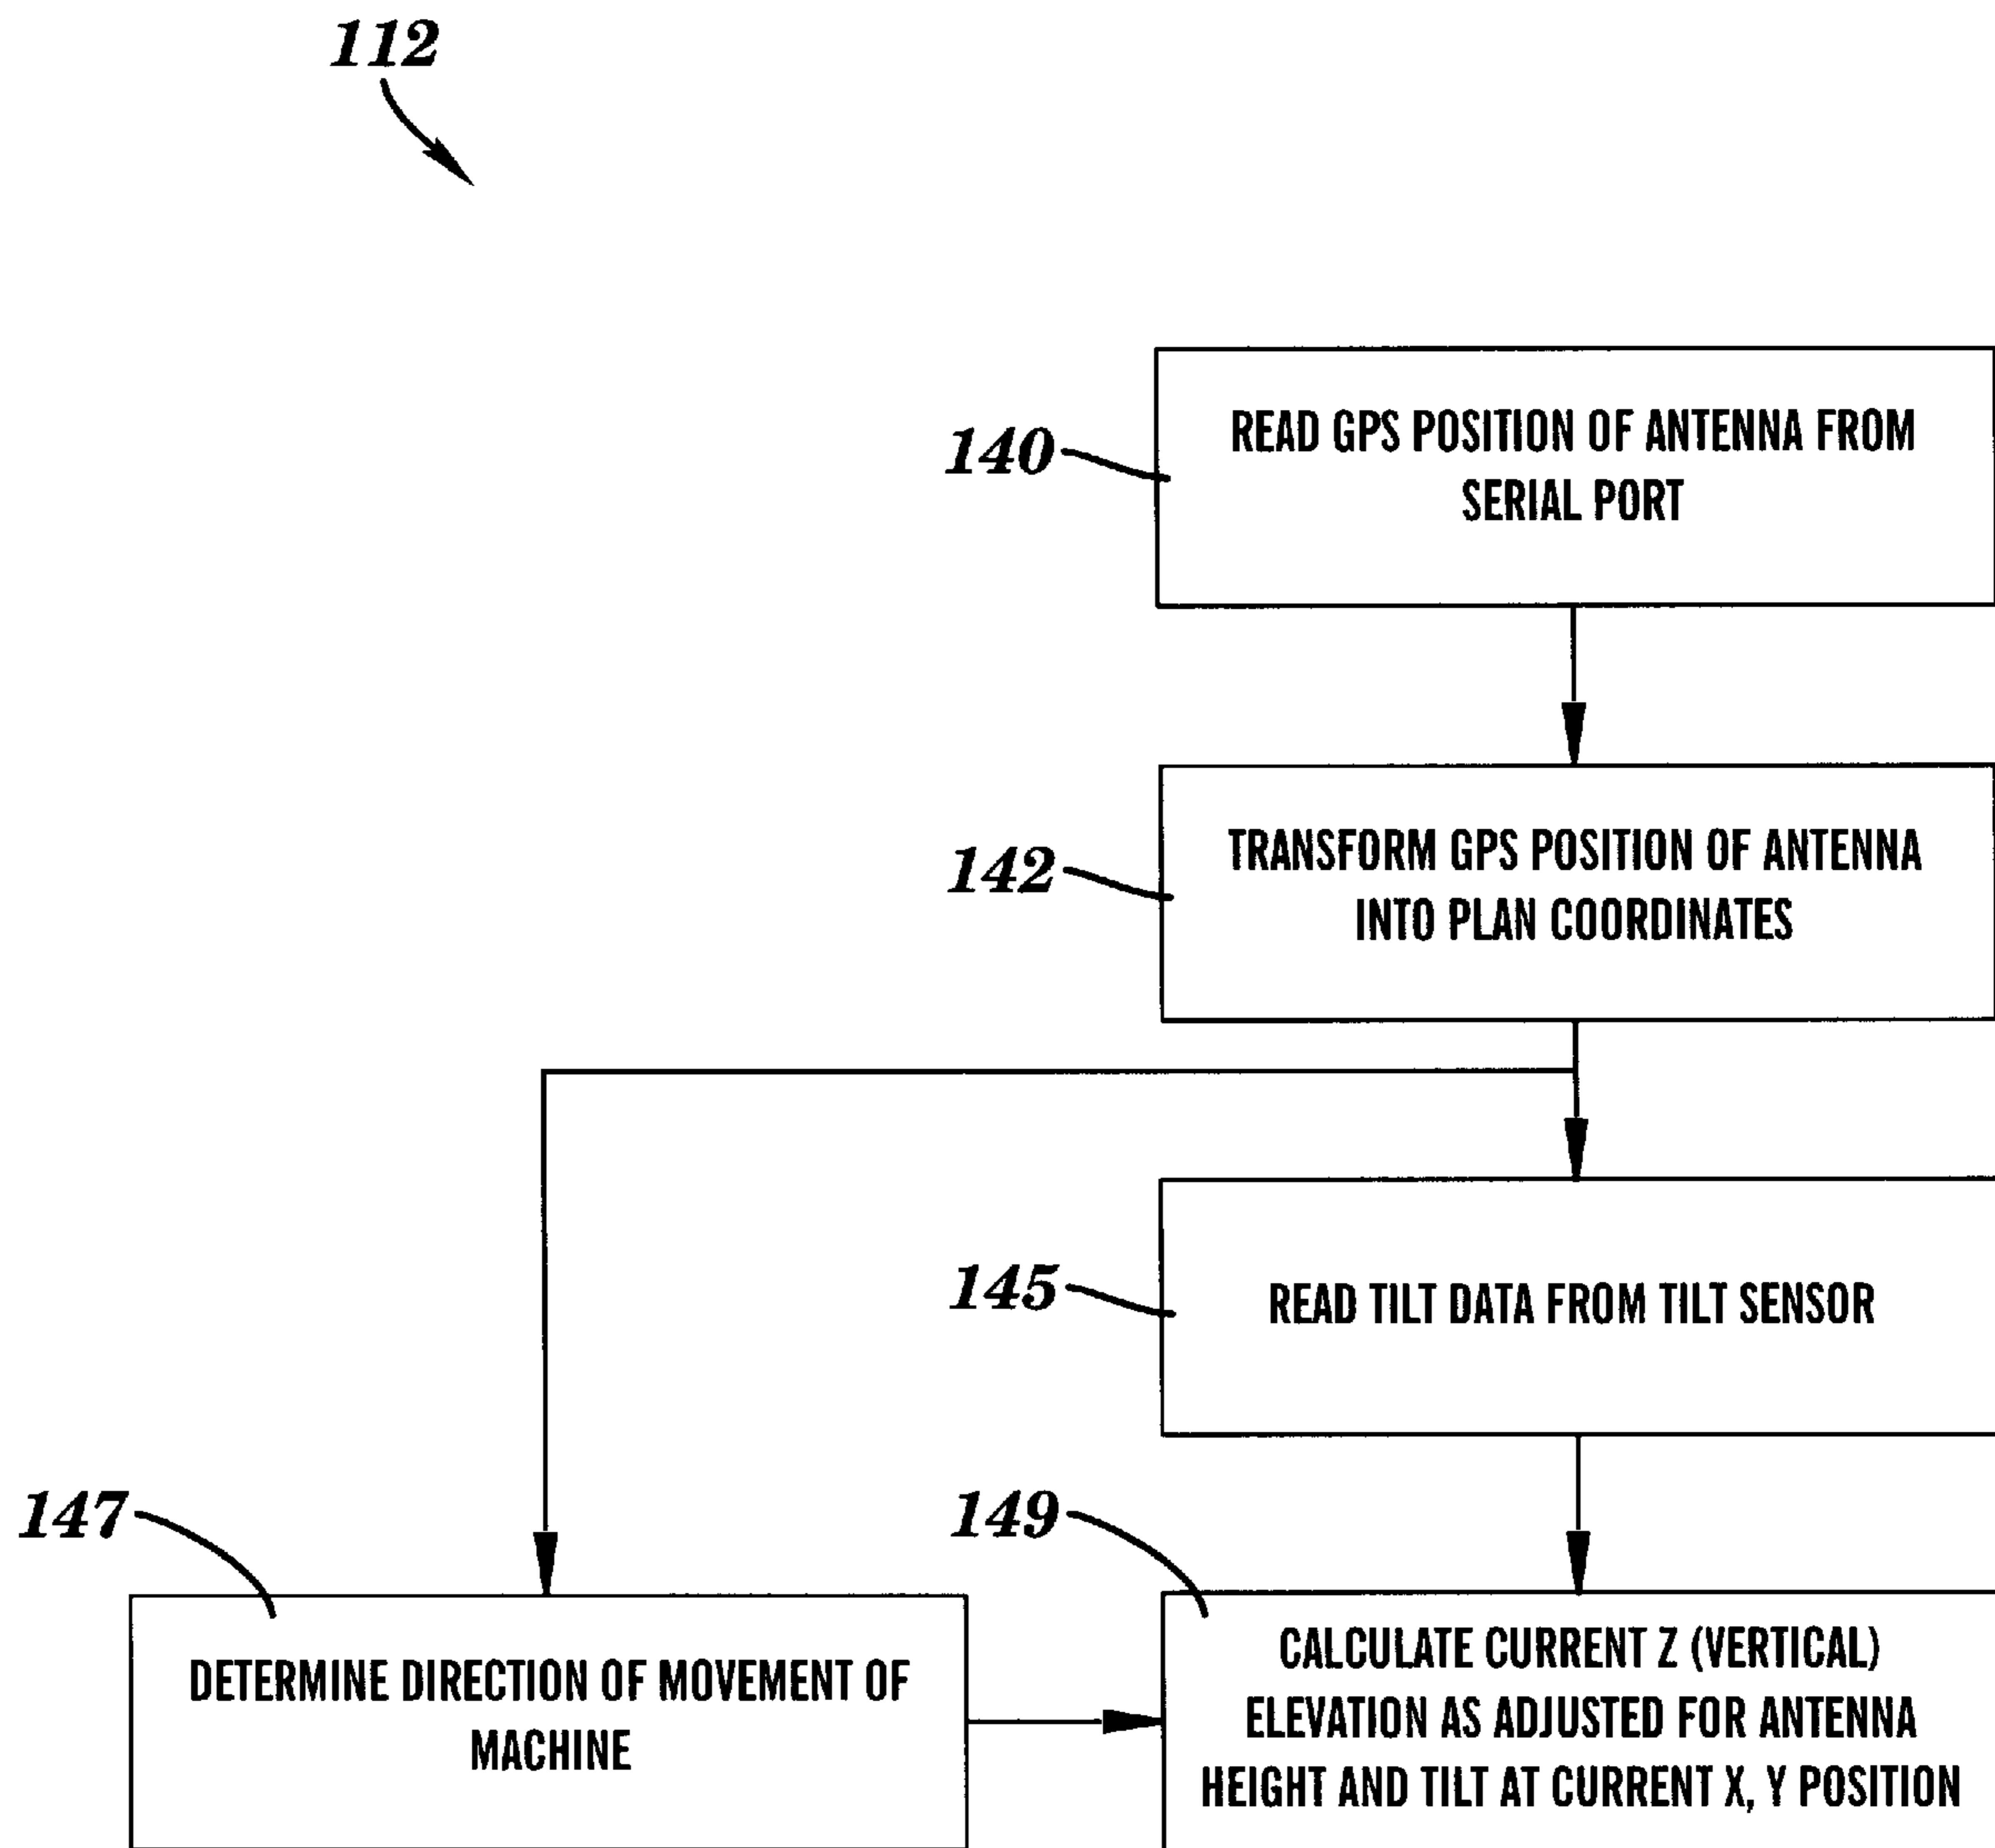 112
140
READ GPS POSITION OF ANTENNA FROM
SERIAL PORT
142
TRANSFORM GPS POSITION OF ANTENNA
INTO PLAN COORDINATES
145
READ TILT DATA FROM TILT SENSOR
147
DETERMINE DIRECTION OF MOVEMENT OF
MACHINE
149
CALCULATE CURRENT Z (VERTICAL)
ELEVATION AS ADJUSTED FOR ANTENNA
HEIGHT AND TILT AT CURRENT X, Y POSITION